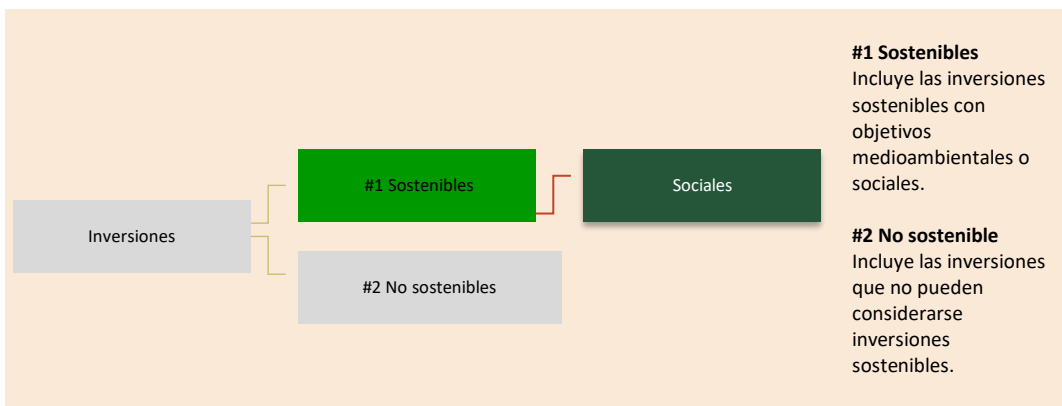 Inversiones
#1 Sostenibles
Sociales
#2 No sostenibles
#1 Sostenibles
Incluye las inversiones
sostenibles con
objetivos
medioambientales o
sociales.
#2 No sostenible
Incluye las inversiones
que no pueden
considerarse
inversiones
sostenibles.